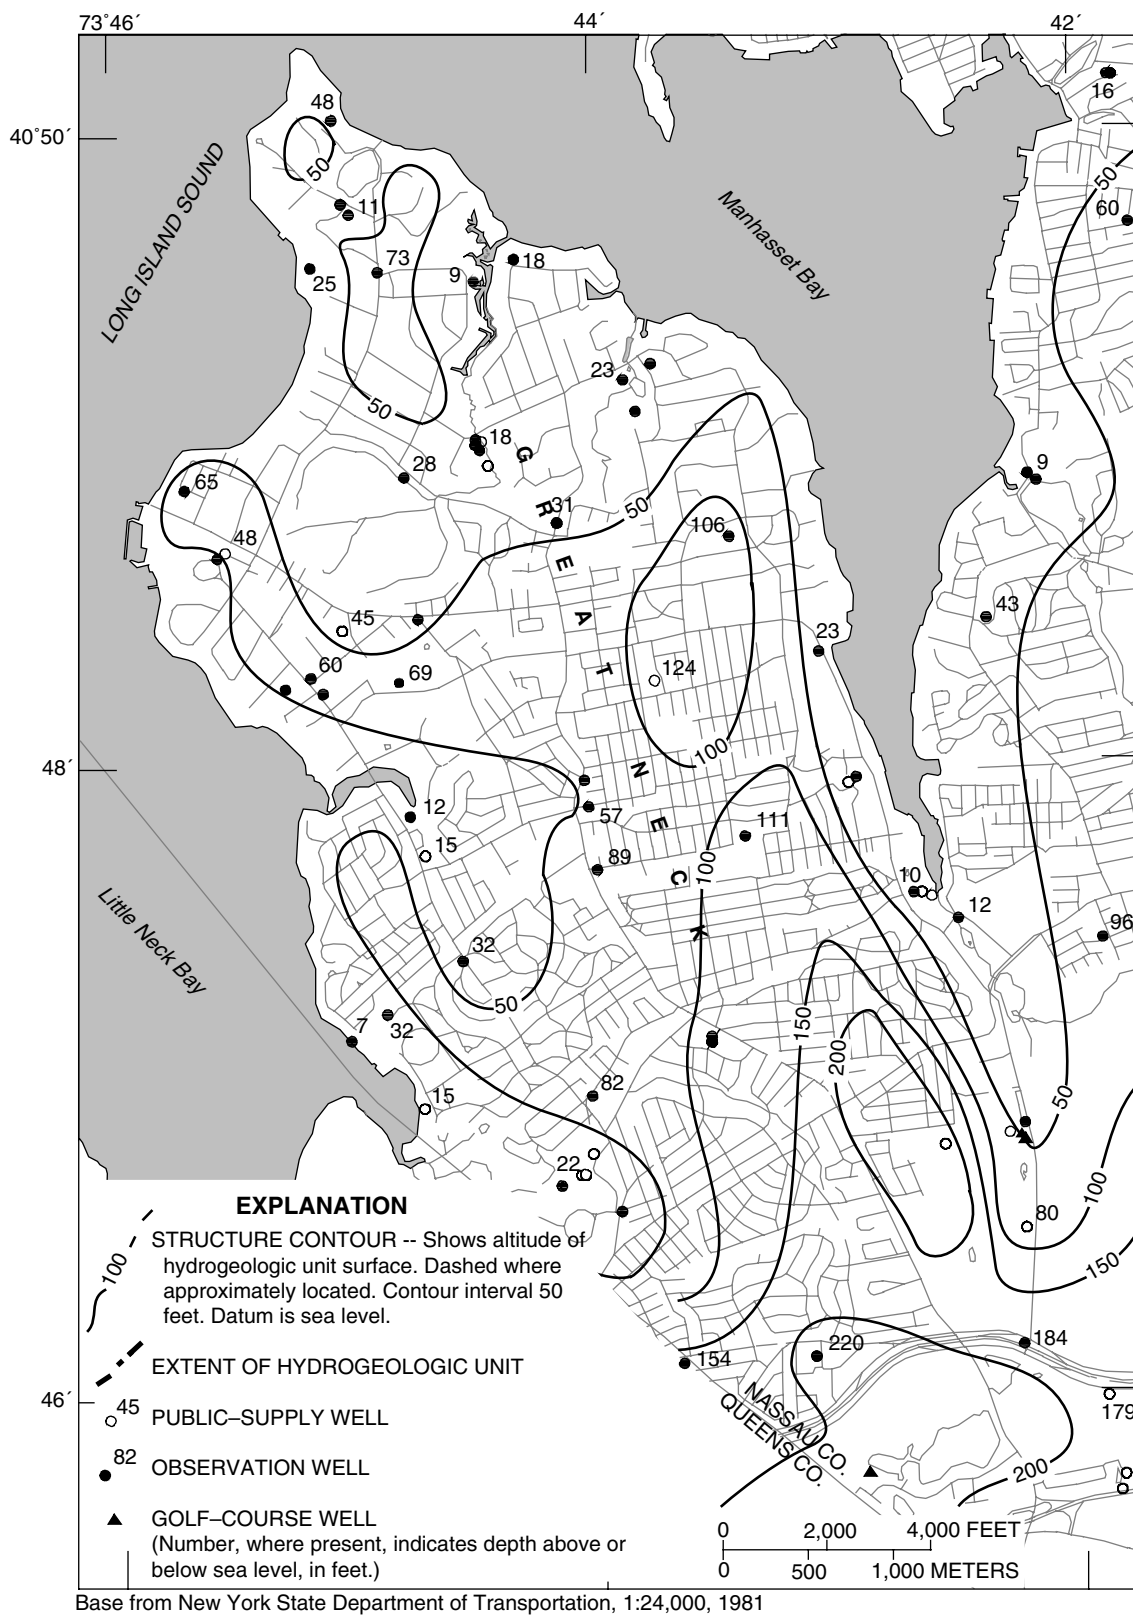 73°46´ 44´ 42´
16
48
40°50´
50
50
11
60
LONG ISLAND SOUND
Manhasset Bay
73
25
9
18
23
50
18
28
9
65
31
50
106
48
43
45
23
60
69
124
100
48´
12
57
111
15
89
100
10
12
96
Little Neck Bay
32
50
7
32
150
200
15
82
50
22
100
80
150
GREAT NECK
184
220
154
179
46´
NASSAU CO.
QUEENS CO.
200
EXPLANATION
100
STRUCTURE CONTOUR -- Shows altitude of
hydrogeologic unit surface. Dashed where
approximately located. Contour interval 50
feet. Datum is sea level.
EXTENT OF HYDROGEOLOGIC UNIT
45 PUBLIC–SUPPLY WELL
82 OBSERVATION WELL
GOLF–COURSE WELL
(Number, where present, indicates depth above or
below sea level, in feet.)
0 2,000 4,000 FEET
0 500 1,000 METERS
Base from New York State Department of Transportation, 1:24,000, 1981